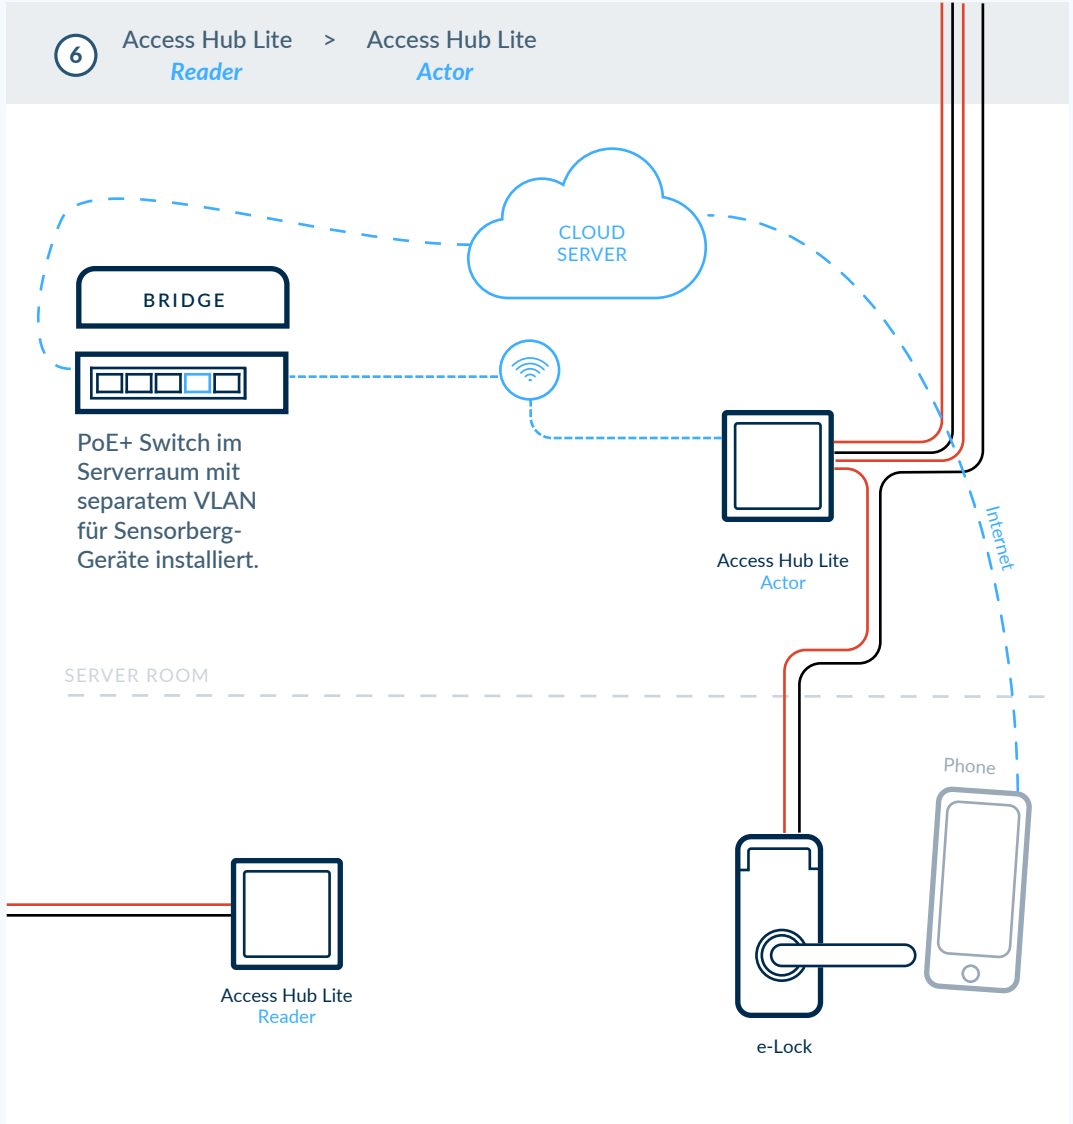 6
Access Hub Lite > Access Hub Lite
Reader Actor
CLOUD
SERVER
BRIDGE
PoE+ Switch im
Serverraum mit
separatem VLAN
für Sensorberg-
Geräte installiert.
Internet
Access Hub Lite
Actor
SERVER ROOM
Phone
Access Hub Lite
Reader
e-Lock